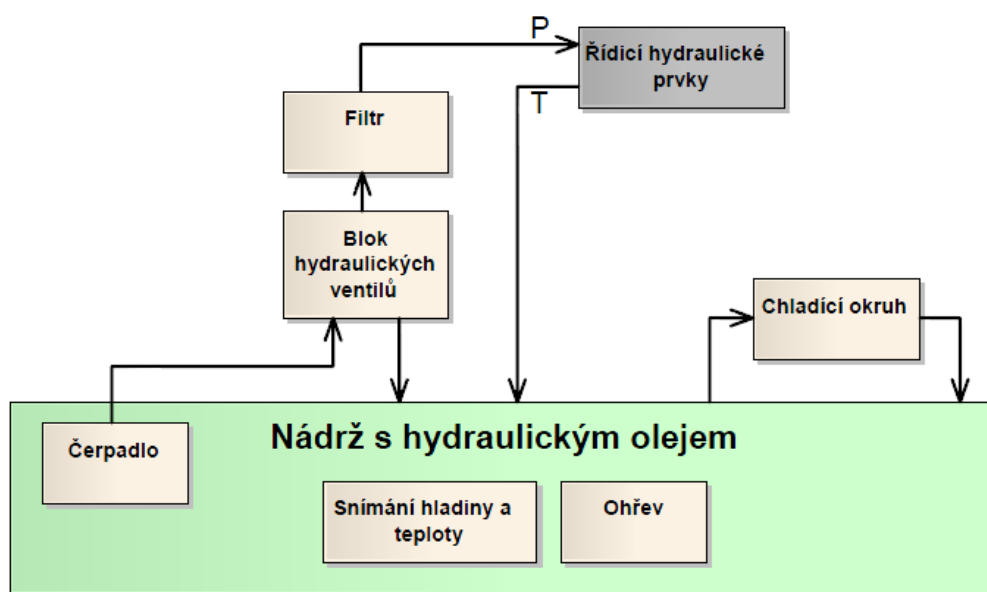 P
Řídicí hydraulické
prvky
T
Filtr
Blok
hydraulických
ventilů
Chladící okruh
Nádrž s hydraulickým olejem
Čerpadlo
Snímání hladiny a
teploty
Ohřev